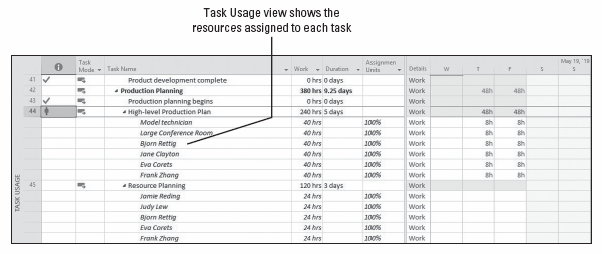 Task Usage view shows the
resources assigned to each task
Task Mode Task Name Work Duration Assignmen Units Details W T F S May 19, '19 S
41 Product development complete 0 hrs 0 days Work
42 Production Planning 380 hrs 9.25 days Work 48h 48h
43 Production planning begins 0 hrs 0 days Work
44 High-level Production Plan 240 hrs 5 days Work 48h 48h
Model technician 40 hrs 100% Work 8h 8h
Large Conference Room 40 hrs 100% Work 8h 8h
Bjorn Rettig 40 hrs 100% Work 8h 8h
Jane Clayton 40 hrs 100% Work 8h 8h
Eva Corets 40 hrs 100% Work 8h 8h
Frank Zhang 40 hrs 100% Work 8h 8h
45 Resource Planning 120 hrs 3 days Work
Jamie Reding 24 hrs 100% Work
Judy Lew 24 hrs 100% Work
Bjorn Rettig 24 hrs 100% Work
Eva Corets 24 hrs 100% Work
Frank Zhang 24 hrs 100% Work
TASK USAGE